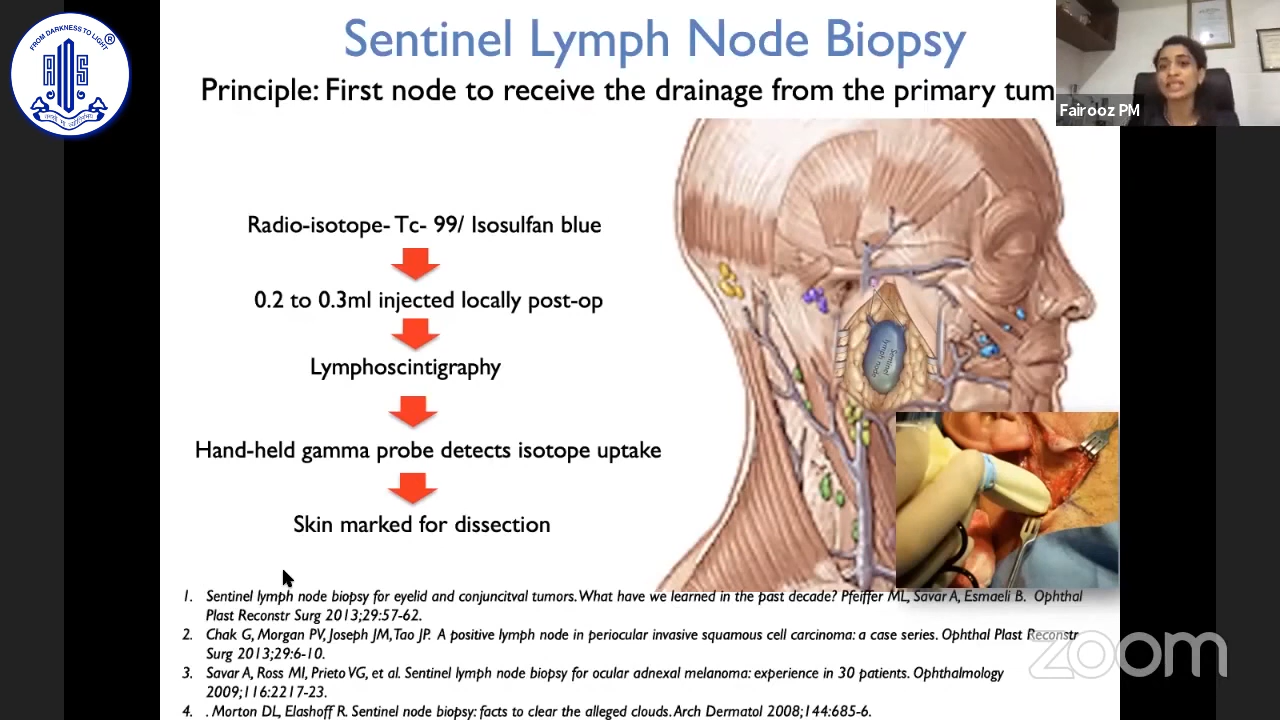 FROM DARKNESS TO LIGHT
®
AIOS
Sentinel Lymph Node Biopsy
Principle: First node to receive the drainage from the primary tum
Fairooz PM
Radio-isotope- Tc- 99/ Isosulfan blue
0.2 to 0.3ml injected locally post-op
Lymphoscintigraphy
Hand-held gamma probe detects isotope uptake
Skin marked for dissection
Sentinel
lymph node
1. Sentinel lymph node biopsy for eyelid and conjuncitval tumors. What have we learned in the past decade? Pfeiffer ML, Savar A, Esmaeli B. Ophthal
Plast Reconstr Surg 2013;29:57-62.
2. Chak G, Morgan PV, Joseph JM, Tao JP. A positive lymph node in periocular invasive squamous cell carcinoma: a case series. Ophthal Plast Reconstr
Surg 2013;29:6-10.
3. Savar A, Ross MI, Prieto VG, et al. Sentinel lymph node biopsy for ocular adnexal melanoma: experience in 30 patients. Ophthalmology
2009;116:2217-23.
4. . Morton DL, Elashoff R. Sentinel node biopsy: facts to clear the alleged clouds. Arch Dermatol 2008;144:685-6.
zoom